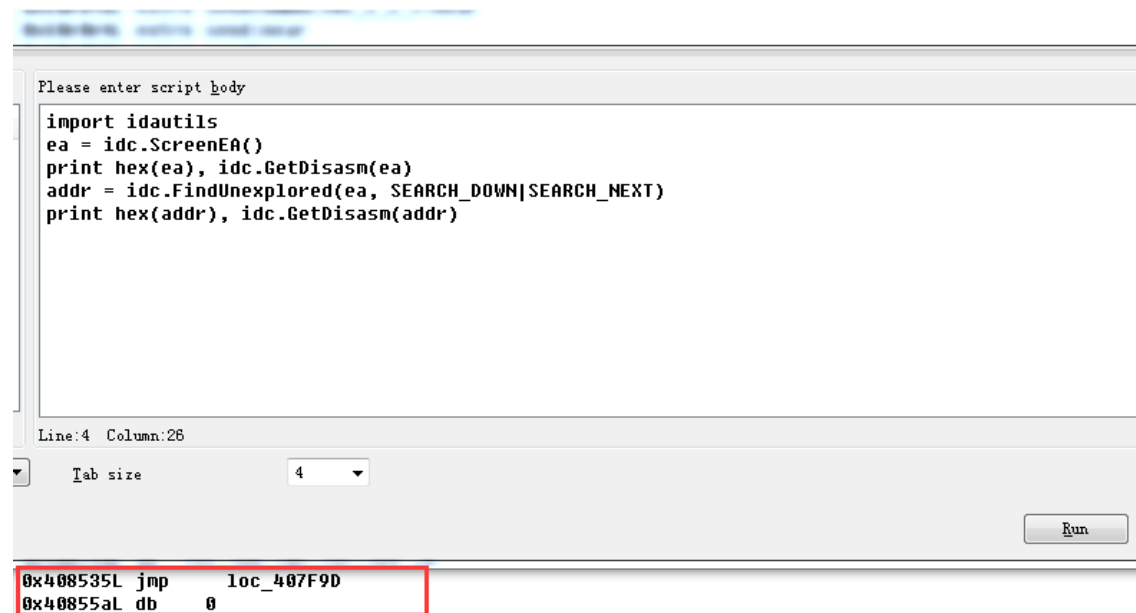 Please enter script body
import idautils
ea = idc.ScreenEA()
print hex(ea), idc.GetDisasm(ea)
addr = idc.FindUnexplored(ea, SEARCH_DOWN|SEARCH_NEXT)
print hex(addr), idc.GetDisasm(addr)
Line:4 Column:26
Tab size 4
Run
0x408535L jmp loc_407F9D
0x40855aL db 0